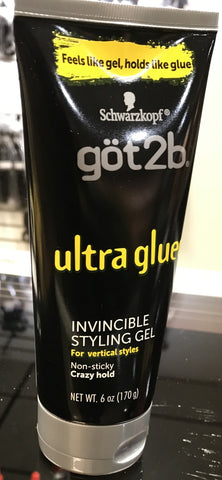 Feels like gel, holds like glue
Schwarzkopf®
göt2b.
ultra glue
INVINCIBLE
STYLING GEL
For vertical styles
Non-sticky
Crazy hold
NET WT. 6 oz (170 g)